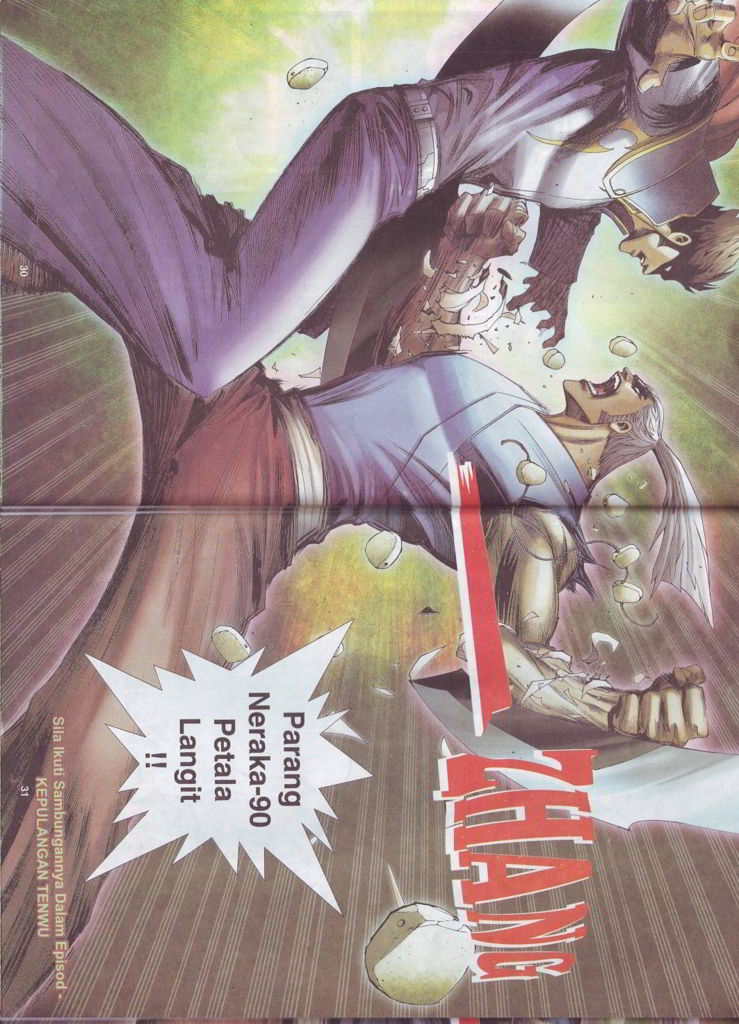 ZHANG
Parang
Neraka-90
Petala
Langit
!!
Sila Ikuti Sambungannya Dalam Episod -
KEPULANGAN TENWU
30
31